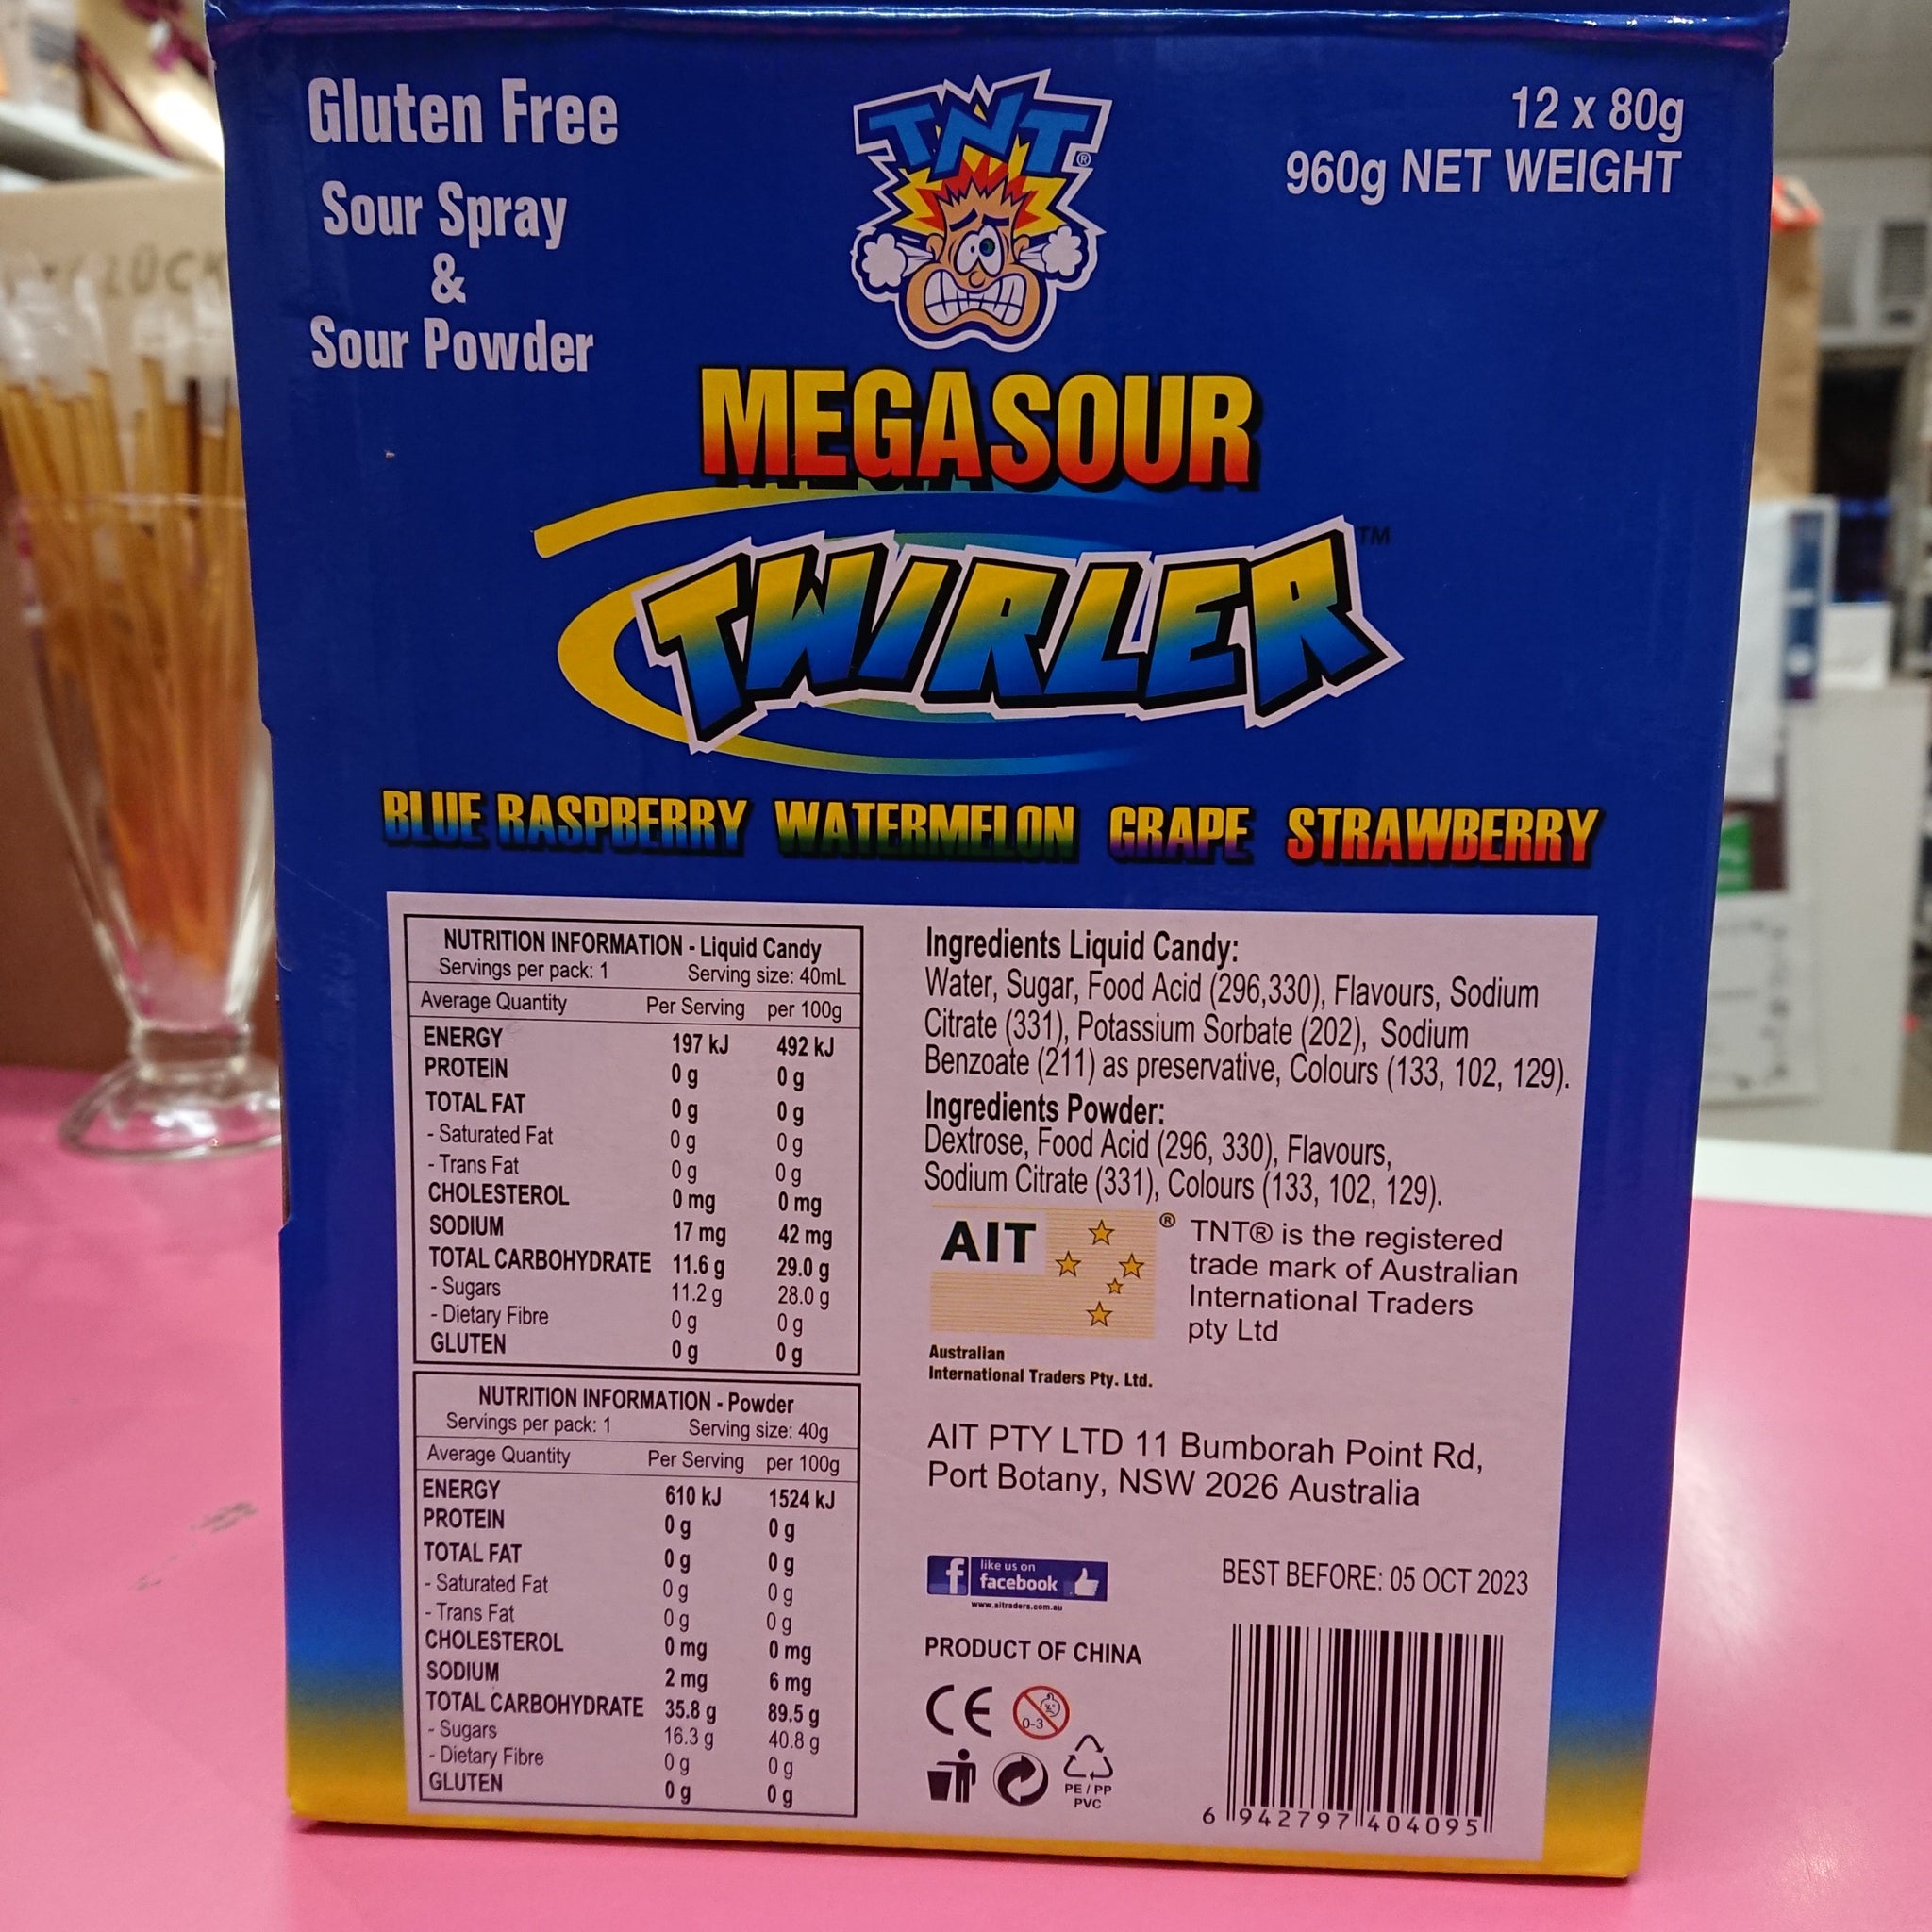 Gluten Free
Sour Spray
&
Sour Powder
TNT®
12 x 80g
960g NET WEIGHT
MEGASOUR
TWIRLER™
BLUE RASPBERRY WATERMELON GRAPE STRAWBERRY
NUTRITION INFORMATION - Liquid Candy
Servings per pack: 1 Serving size: 40mL
Average Quantity Per Serving per 100g
ENERGY 197 kJ 492 kJ
PROTEIN 0 g 0 g
TOTAL FAT 0 g 0 g
- Saturated Fat 0 g 0 g
- Trans Fat 0 g 0 g
CHOLESTEROL 0 mg 0 mg
SODIUM 17 mg 42 mg
TOTAL CARBOHYDRATE 11.6 g 29.0 g
- Sugars 11.2 g 28.0 g
- Dietary Fibre 0 g 0 g
GLUTEN 0 g 0 g
NUTRITION INFORMATION - Powder
Servings per pack: 1 Serving size: 40g
Average Quantity Per Serving per 100g
ENERGY 610 kJ 1524 kJ
PROTEIN 0 g 0 g
TOTAL FAT 0 g 0 g
- Saturated Fat 0 g 0 g
- Trans Fat 0 g 0 g
CHOLESTEROL 0 mg 0 mg
SODIUM 2 mg 6 mg
TOTAL CARBOHYDRATE 35.8 g 89.5 g
- Sugars 16.3 g 40.8 g
- Dietary Fibre 0 g 0 g
GLUTEN 0 g 0 g
Ingredients Liquid Candy:
Water, Sugar, Food Acid (296,330), Flavours, Sodium
Citrate (331), Potassium Sorbate (202), Sodium
Benzoate (211) as preservative, Colours (133, 102, 129).
Ingredients Powder:
Dextrose, Food Acid (296, 330), Flavours,
Sodium Citrate (331), Colours (133, 102, 129).
AIT ®
Australian
International Traders Pty. Ltd.
TNT® is the registered
trade mark of Australian
International Traders
pty Ltd
AIT PTY LTD 11 Bumborah Point Rd,
Port Botany, NSW 2026 Australia
f like us on
facebook
www.aitraders.com.au
BEST BEFORE: 05 OCT 2023
PRODUCT OF CHINA
CE 0-3
PE / PP
PVC
6 942797 404095